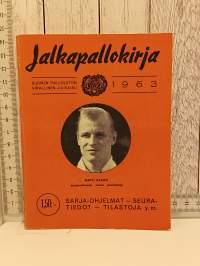 Jalkapallokirja
SUOMEN PALLOLIITON
VIRALLINEN JULKAISU
1963
1,50:-
SARJA-OHJELMAT — SEURA-
TIEDOT — TILASTOJA y. m.